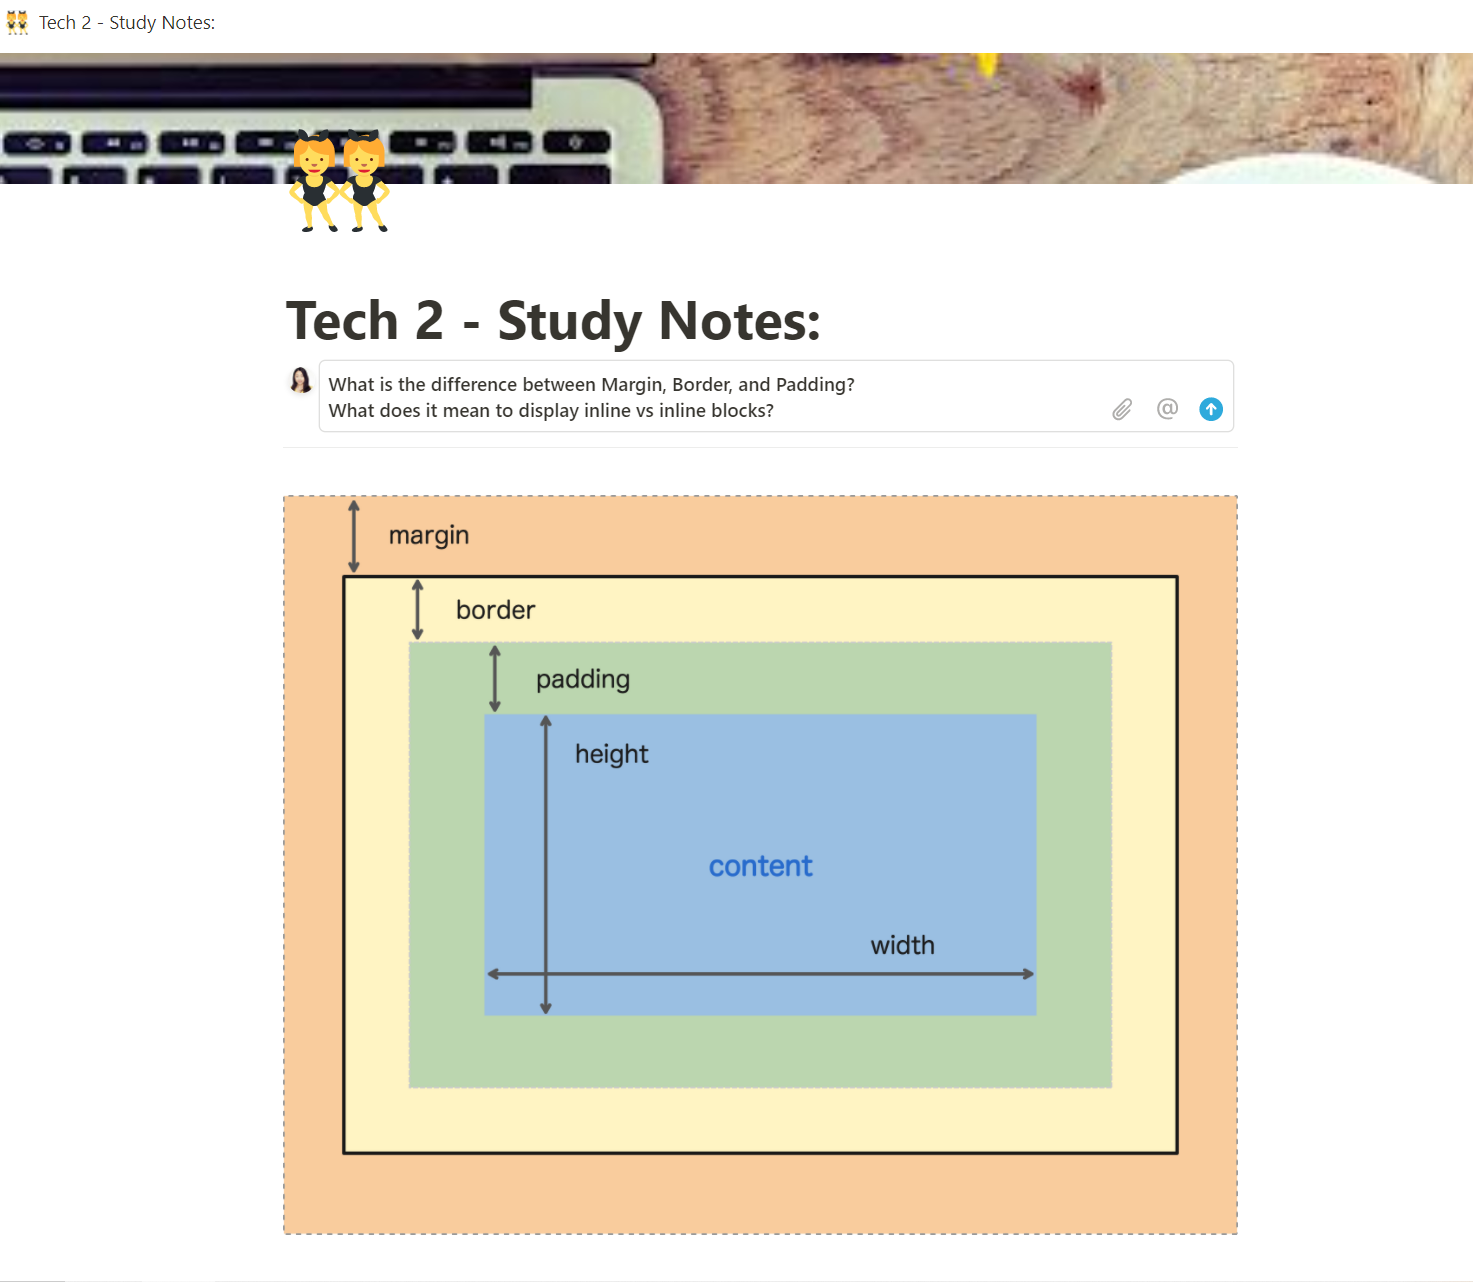 Tech 2 - Study Notes:
Tech 2 - Study Notes:
What is the difference between Margin, Border, and Padding?
What does it mean to display inline vs inline blocks?
margin
border
padding
height
content
width